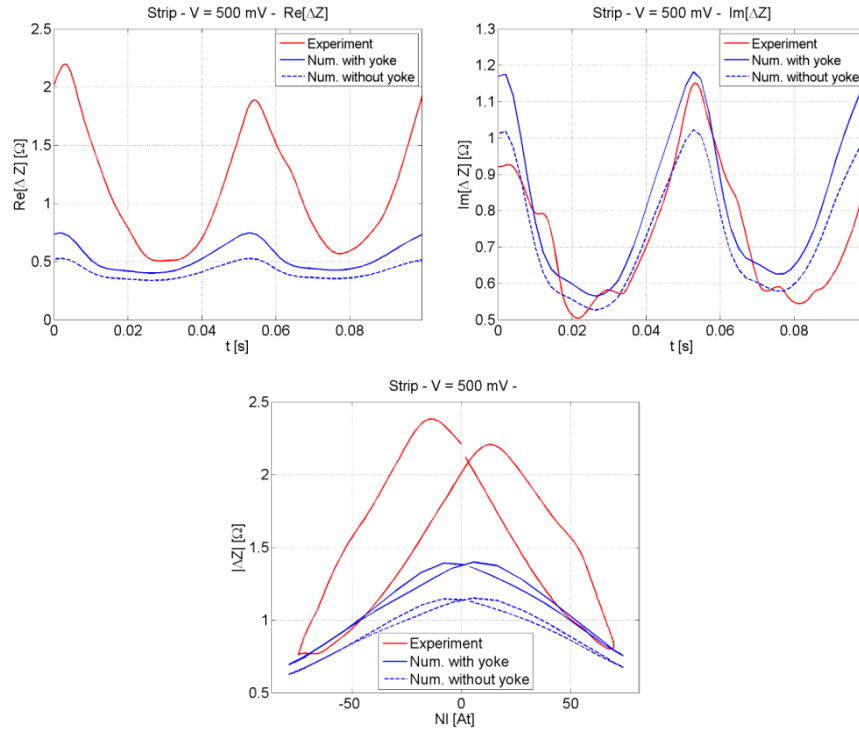 Strip - V = 500 mV - Re[ΔZ]
Re[Δ Z] [Ω]
2.5
2
1.5
1
0.5
0
Experiment
Num. with yoke
Num. without yoke
0 0.02 0.04 0.06 0.08
t [s]
Strip - V = 500 mV - Im[ΔZ]
Im[Δ Z] [Ω]
1.3
1.2
1.1
1
0.9
0.8
0.7
0.6
0.5
Experiment
Num. with yoke
Num. without yoke
0 0.02 0.04 0.06 0.08
t [s]
Strip - V = 500 mV -
|ΔZ| [Ω]
2.5
2
1.5
1
0.5
Experiment
Num. with yoke
Num. without yoke
-50 0 50
NI [At]